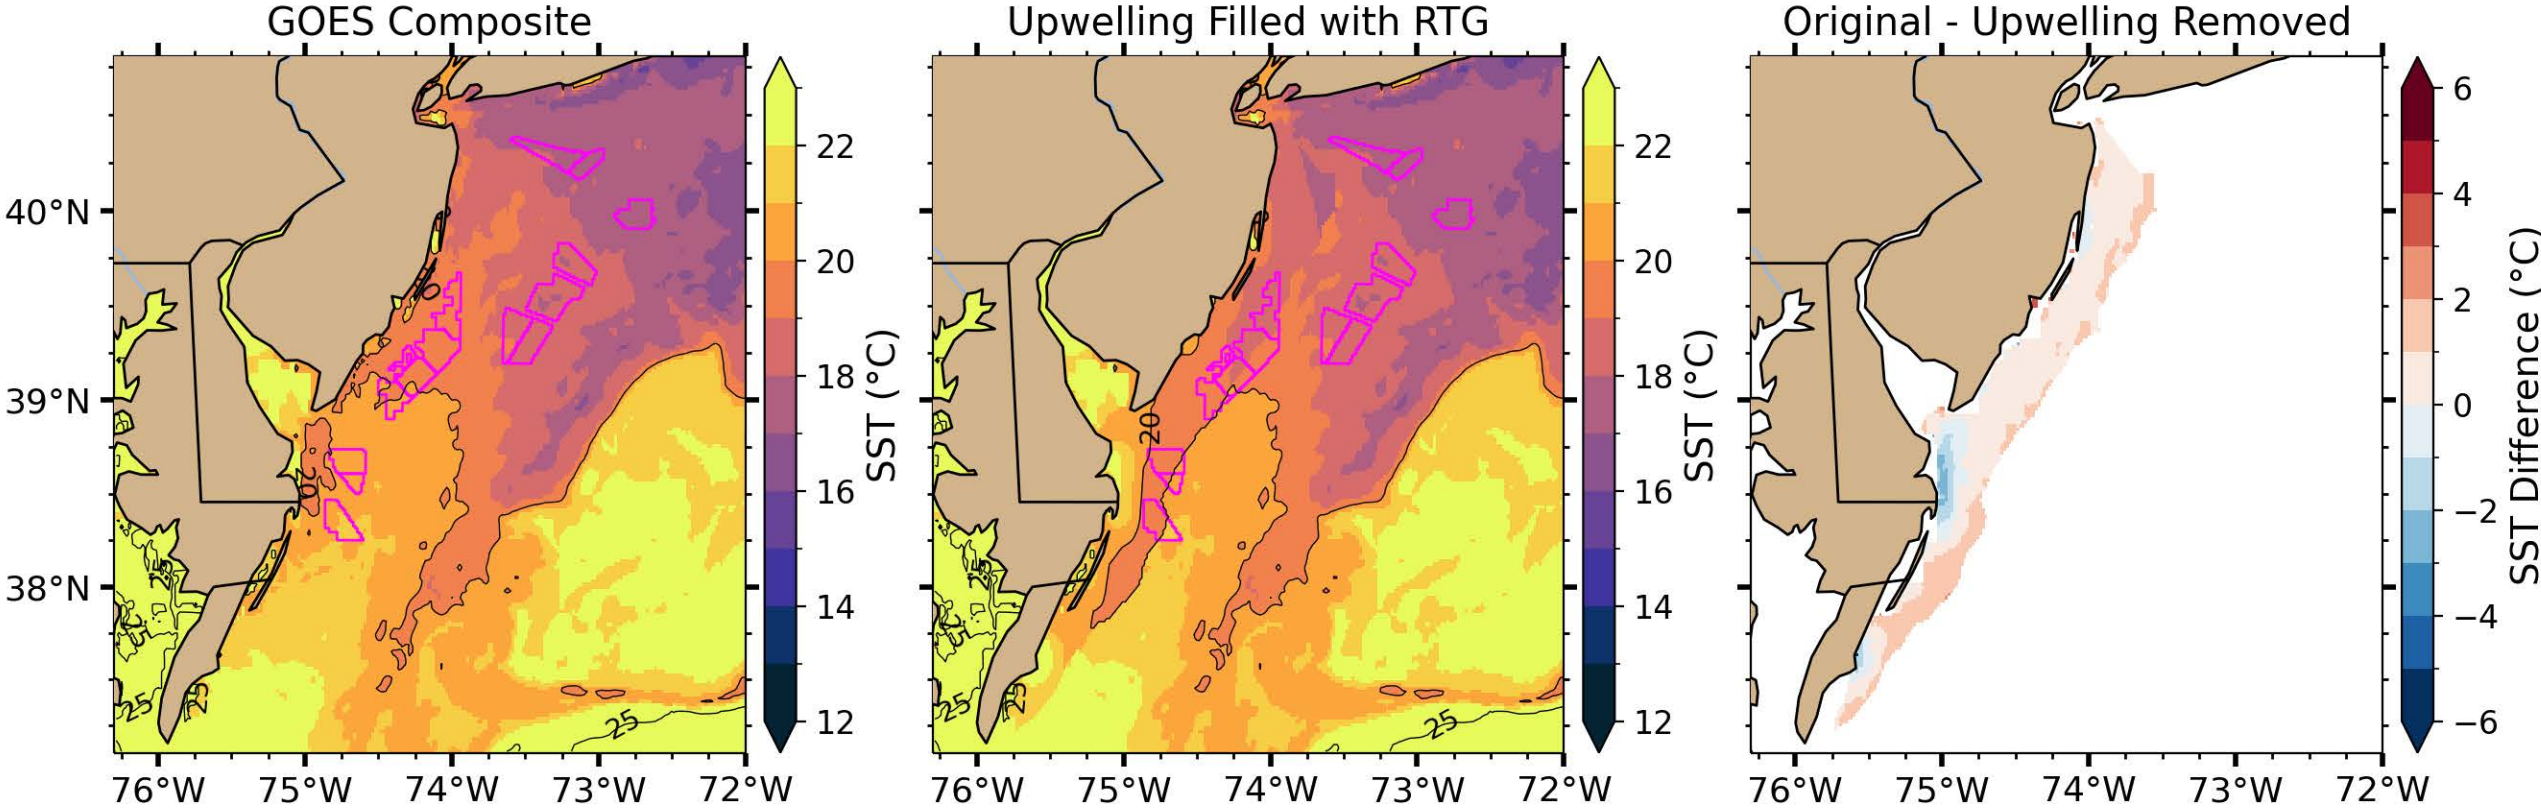 GOES Composite
Upwelling Filled with RTG
Original - Upwelling Removed
40°N
39°N
38°N
76°W 75°W 74°W 73°W 72°W
20
25
25
25
22
20
18
16
14
12
SST (°C)
76°W 75°W 74°W 73°W 72°W
20
25
25
25
22
20
18
16
14
12
SST (°C)
76°W 75°W 74°W 73°W 72°W
6
4
2
0
−2
−4
−6
SST Difference (°C)